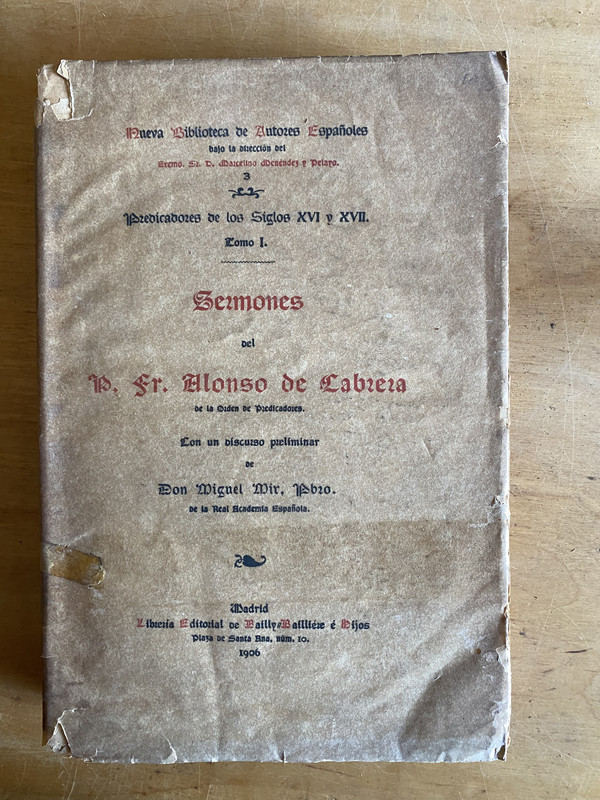 Nueva Biblioteca de Autores Españoles
bajo la dirección del
Excmo. Sr. D. Marcelino Menéndez y Pelayo.
3
Predicadores de los Siglos XVI y XVII.
Tomo I.
Sermones
del
P. Fr. Alonso de Cabrera
de la Orden de Predicadores.
Con un discurso preliminar
de
Don Miguel Mir, Pbro.
de la Real Academia Española.
Madrid
Librería Editorial de Bailly-Bailliére é Hijos
Plaza de Santa Ana, núm. 10.
1906